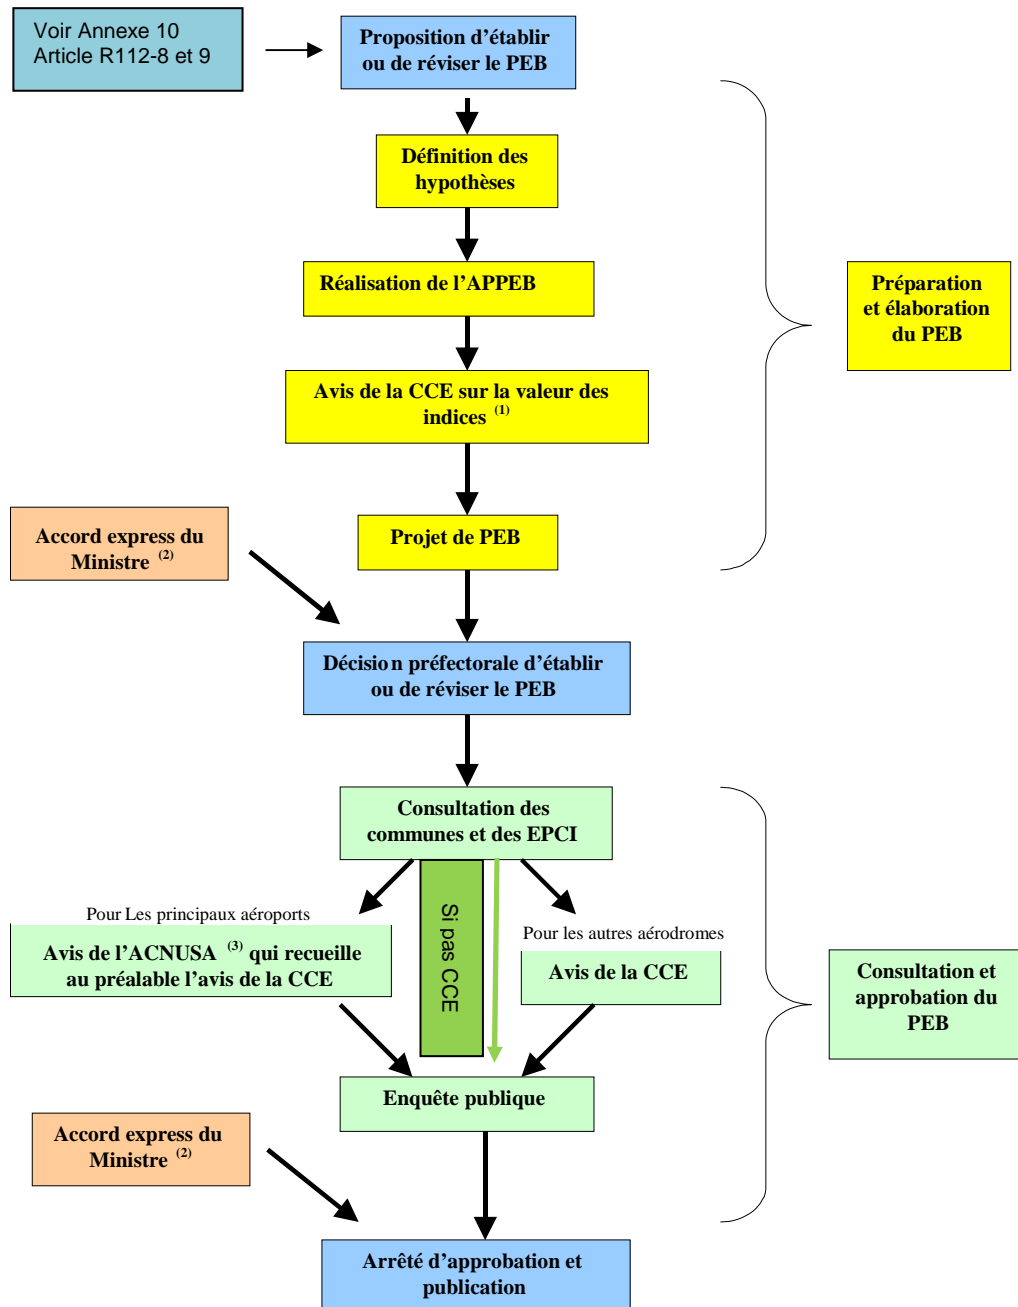 Voir Annexe 10
Article R112-8 et 9
Proposition d’établir
ou de réviser le PEB
Définition des
hypothèses
Réalisation de l’APPEB
Préparation
et élaboration
du PEB
Avis de la CCE sur la valeur des
indices (1)
Accord express du
Ministre (2)
Projet de PEB
Décision préfectorale d’établir
ou de réviser le PEB
Consultation des
communes et des EPCI
Si pas CCE
Pour Les principaux aéroports
Avis de l’ACNUSA (3) qui recueille
au préalable l’avis de la CCE
Pour les autres aérodromes
Avis de la CCE
Consultation et
approbation du
PEB
Enquête publique
Accord express du
Ministre (2)
Arrêté d’approbation et
publication